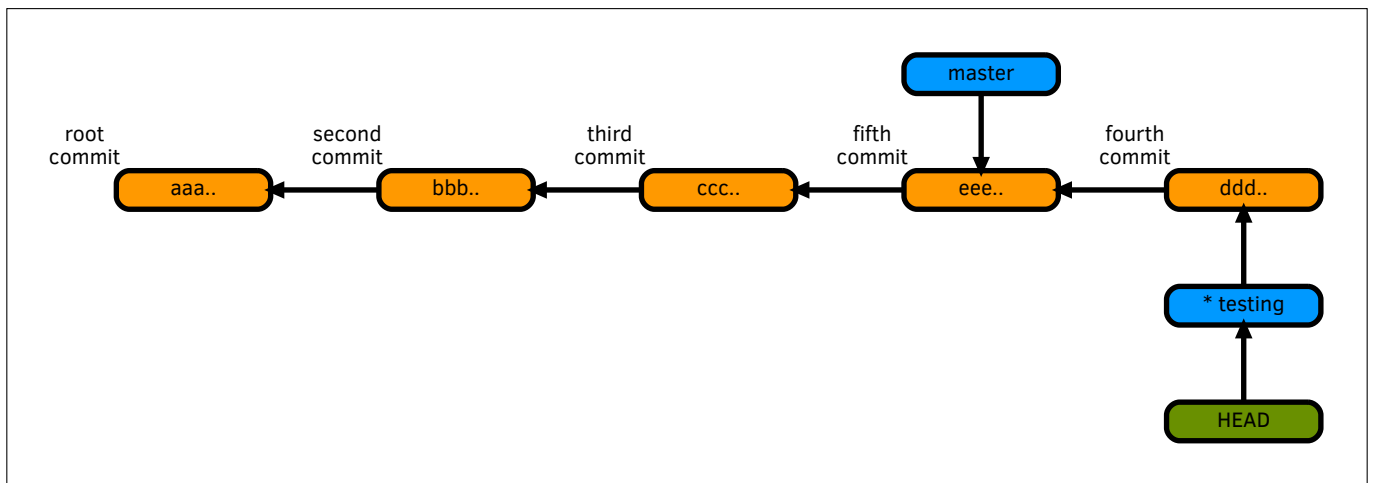 master
root
commit
second
commit
third
commit
fifth
commit
fourth
commit
aaa..
bbb..
ccc..
eee..
ddd..
* testing
HEAD